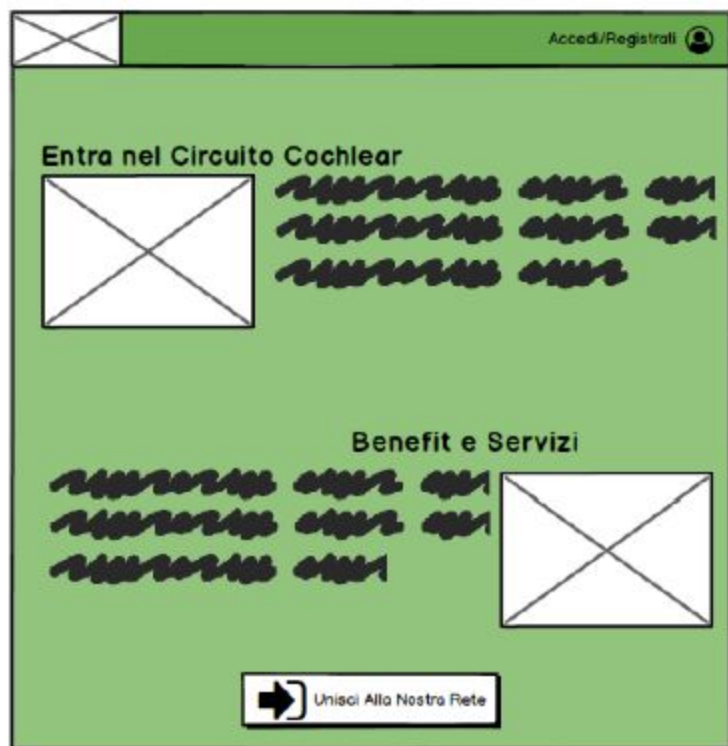 Accedi/Registrati
Entra nel Circuito Cochlear
Benefit e Servizi
Unisci Alla Nostra Rete